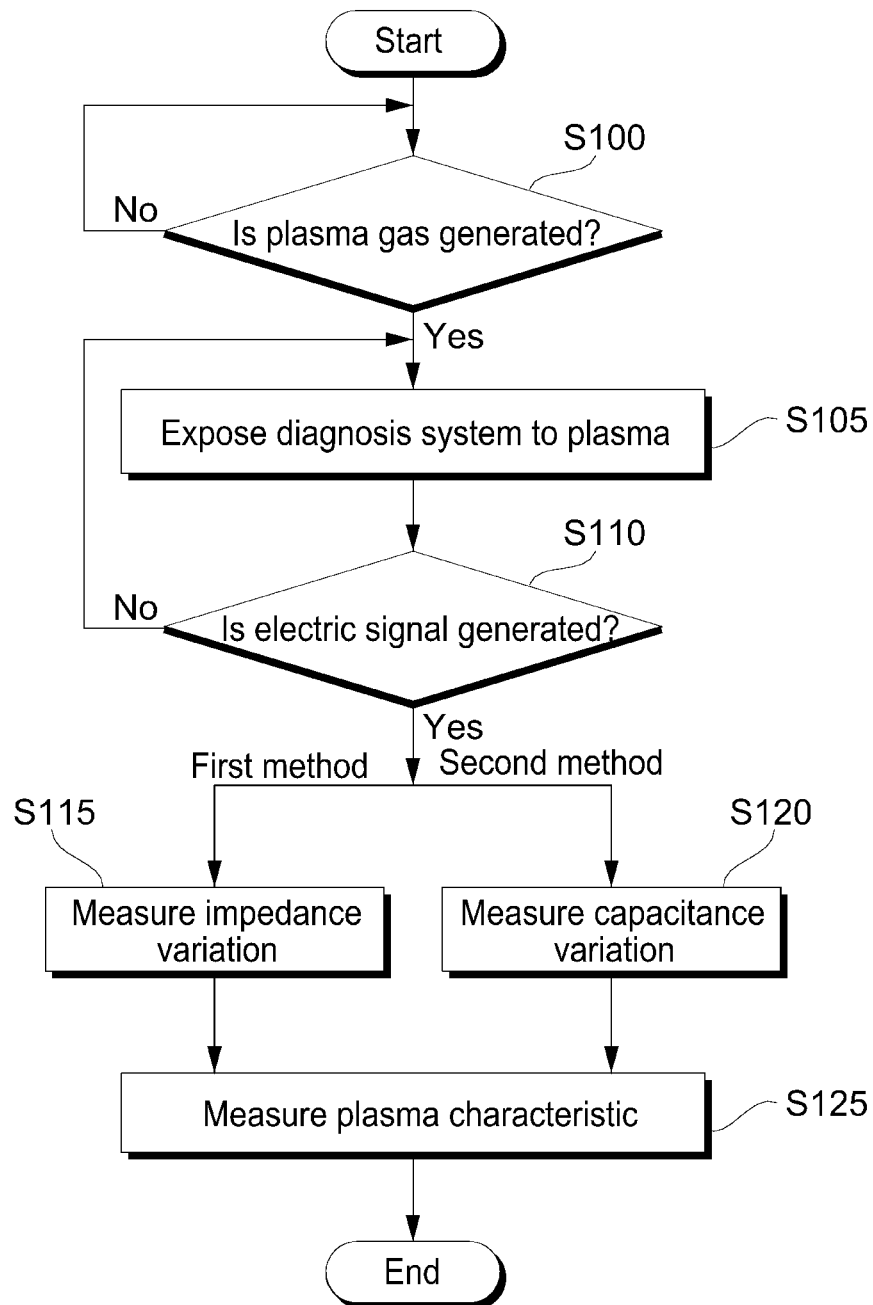 Start
S100
No
Is plasma gas generated?
Yes
Expose diagnosis system to plasma
S105
S110
No
Is electric signal generated?
Yes
First method
Second method
S115
S120
Measure impedance
variation
Measure capacitance
variation
Measure plasma characteristic
S125
End